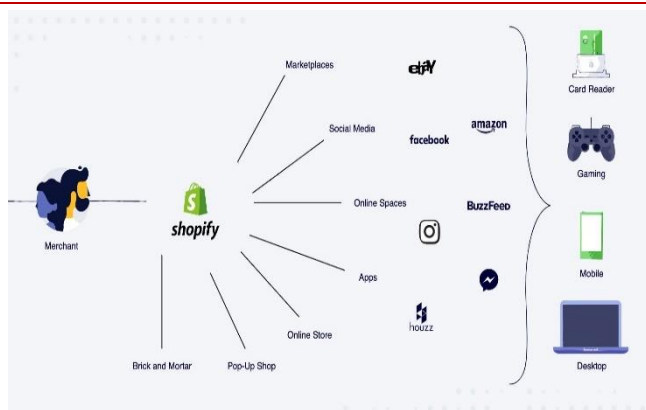 Marketplaces
ebay
Card Reader
Social Media
facebook
amazon
Gaming
Online Spaces
BUZZFEED
Merchant
shopify
Mobile
Apps
houzz
Online Store
Brick and Mortar
Pop-Up Shop
Desktop